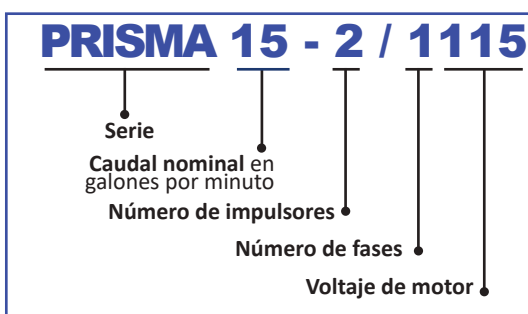 PRISMA 15 - 2 / 1115
Serie
Caudal nominal en
galones por minuto
Número de impulsores
Número de fases
Voltaje de motor